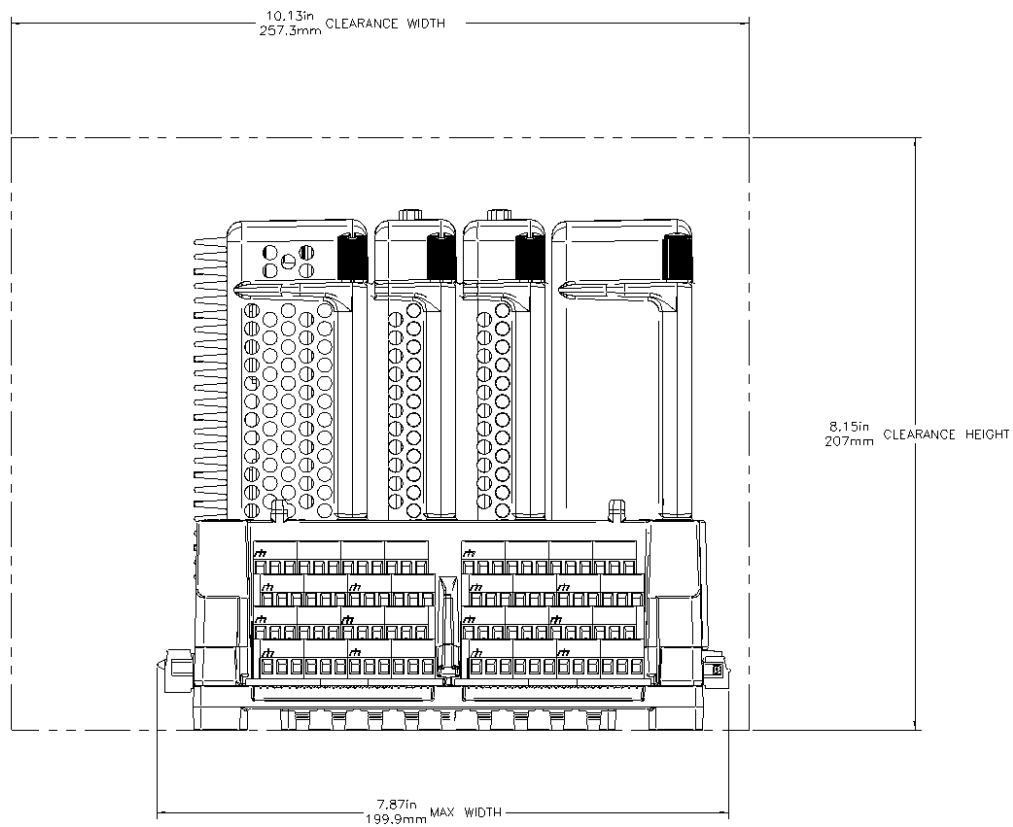 10.13in
257.3mm CLEARANCE WIDTH
8.15in
207mm CLEARANCE HEIGHT
7.87in
199.9mm MAX WIDTH